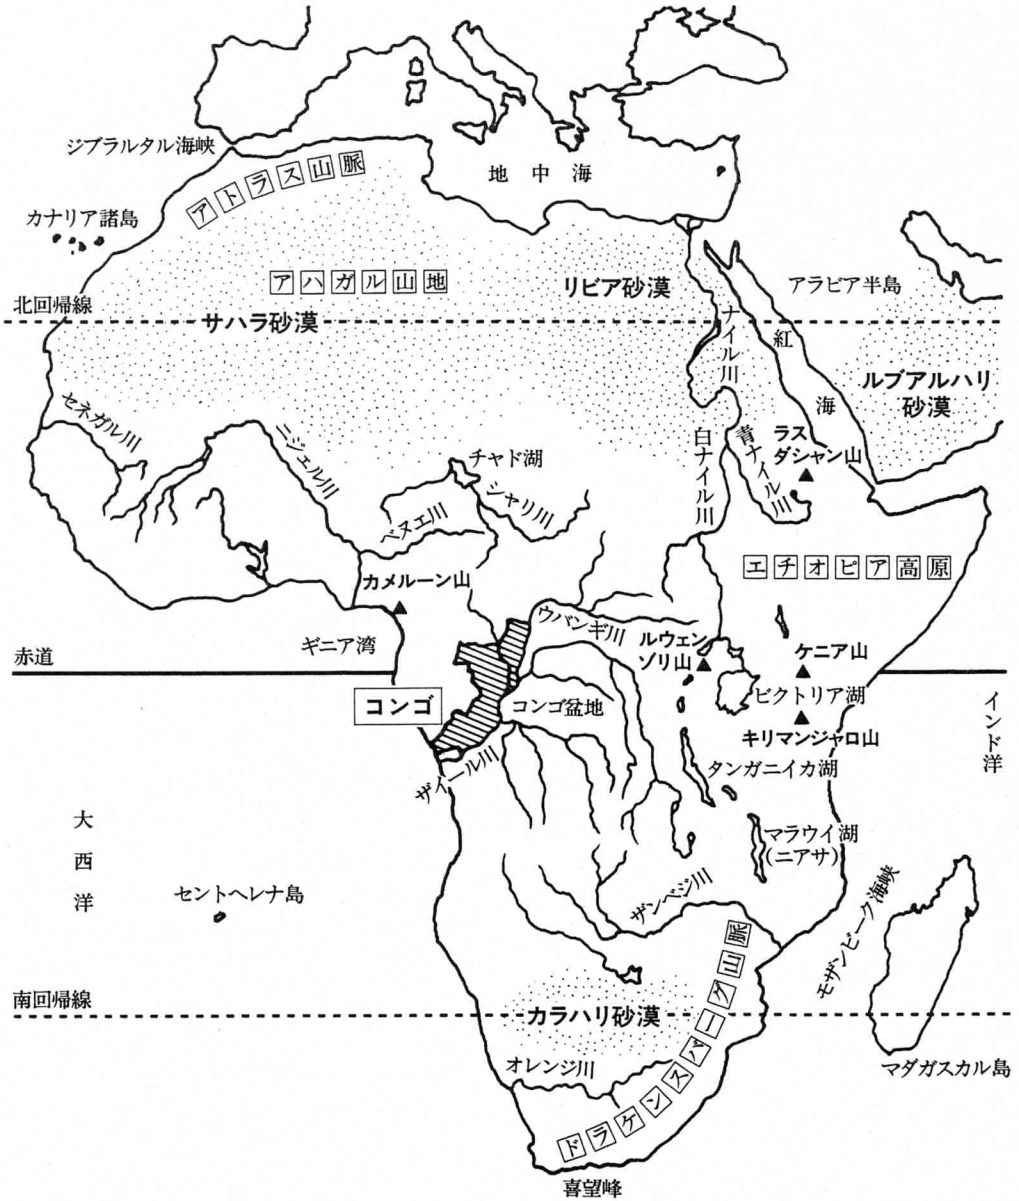 ジブラルタル海峡
アトラス山脈
地中海
カナリア諸島
アハガル山地
リビア砂漠
アラビア半島
北回帰線
サハラ砂漠
ナイル川
紅海
ルブアルハリ
砂漠
セネガル川
ニジェル川
チャド湖
シャリ川
ベヌエ川
白ナイル川
青ナイル川
ラス
ダシャン山
エチオピア高原
カメルーン山
ウバンギ川
ルウェン
ゾリ山
ケニア山
ギニア湾
赤道
コンゴ
コンゴ盆地
ビクトリア湖
キリマンジャロ山
インド洋
ザイール川
タンガニイカ湖
大西洋
マラウイ湖
(ニアサ)
セントヘレナ島
ザンベジ川
モザンビーク海峡
南回帰線
カラハリ砂漠
ドラケンスバーグ山脈
オレンジ川
マダガスカル島
喜望峰